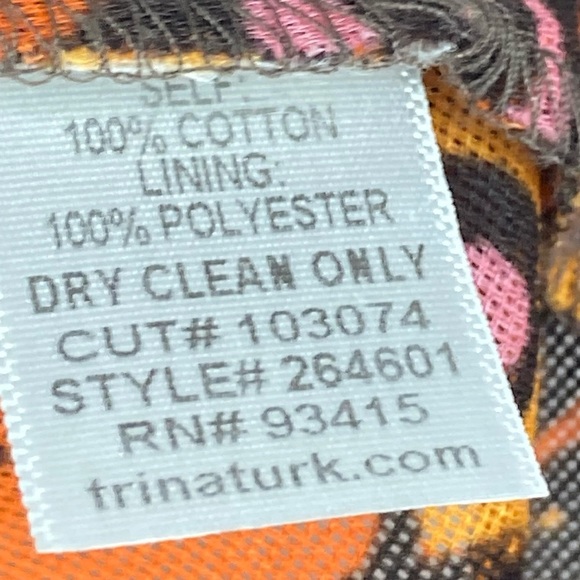 SELF:
100% COTTON
LINING:
100% POLYESTER
DRY CLEAN ONLY
CUT# 103074
STYLE# 264601
RN# 93415
trinaturk.com